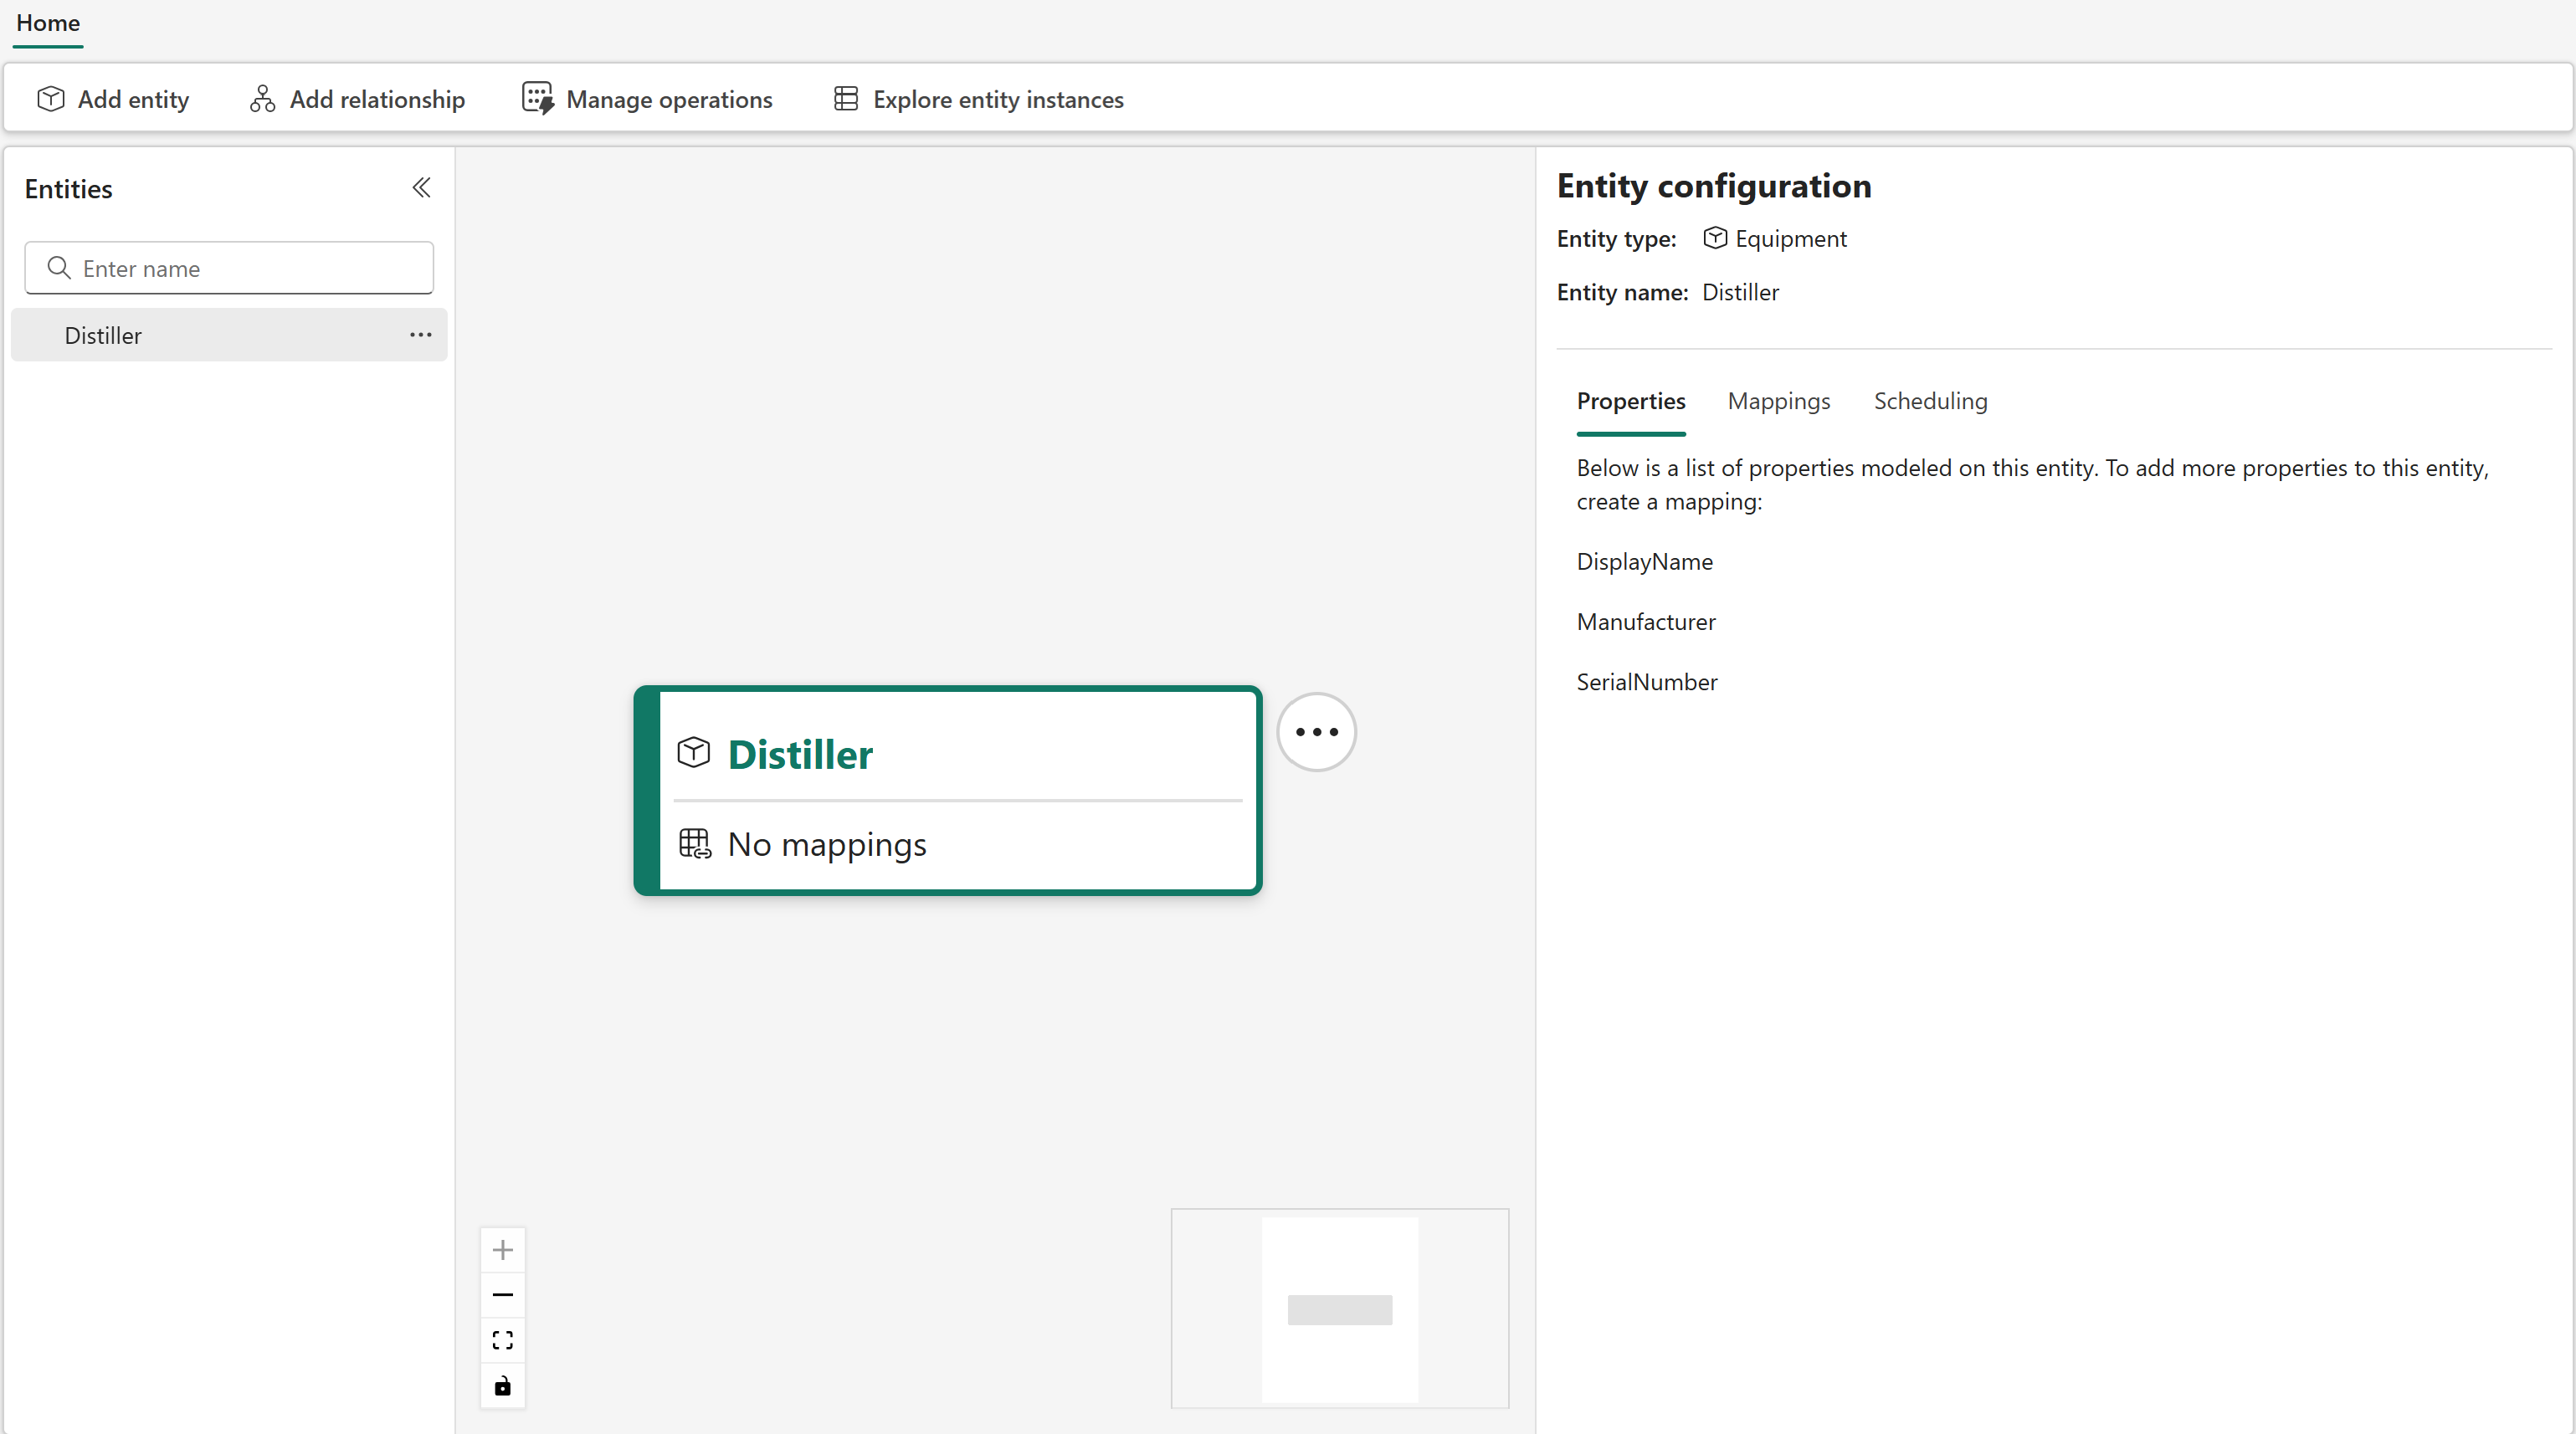 Home
Add entity
Add relationship
Manage operations
Explore entity instances
Entities
Enter name
Distiller
Distiller
No mappings
Entity configuration
Entity type: Equipment
Entity name: Distiller
Properties
Mappings
Scheduling
Below is a list of properties modeled on this entity. To add more properties to this entity,
create a mapping:
DisplayName
Manufacturer
SerialNumber